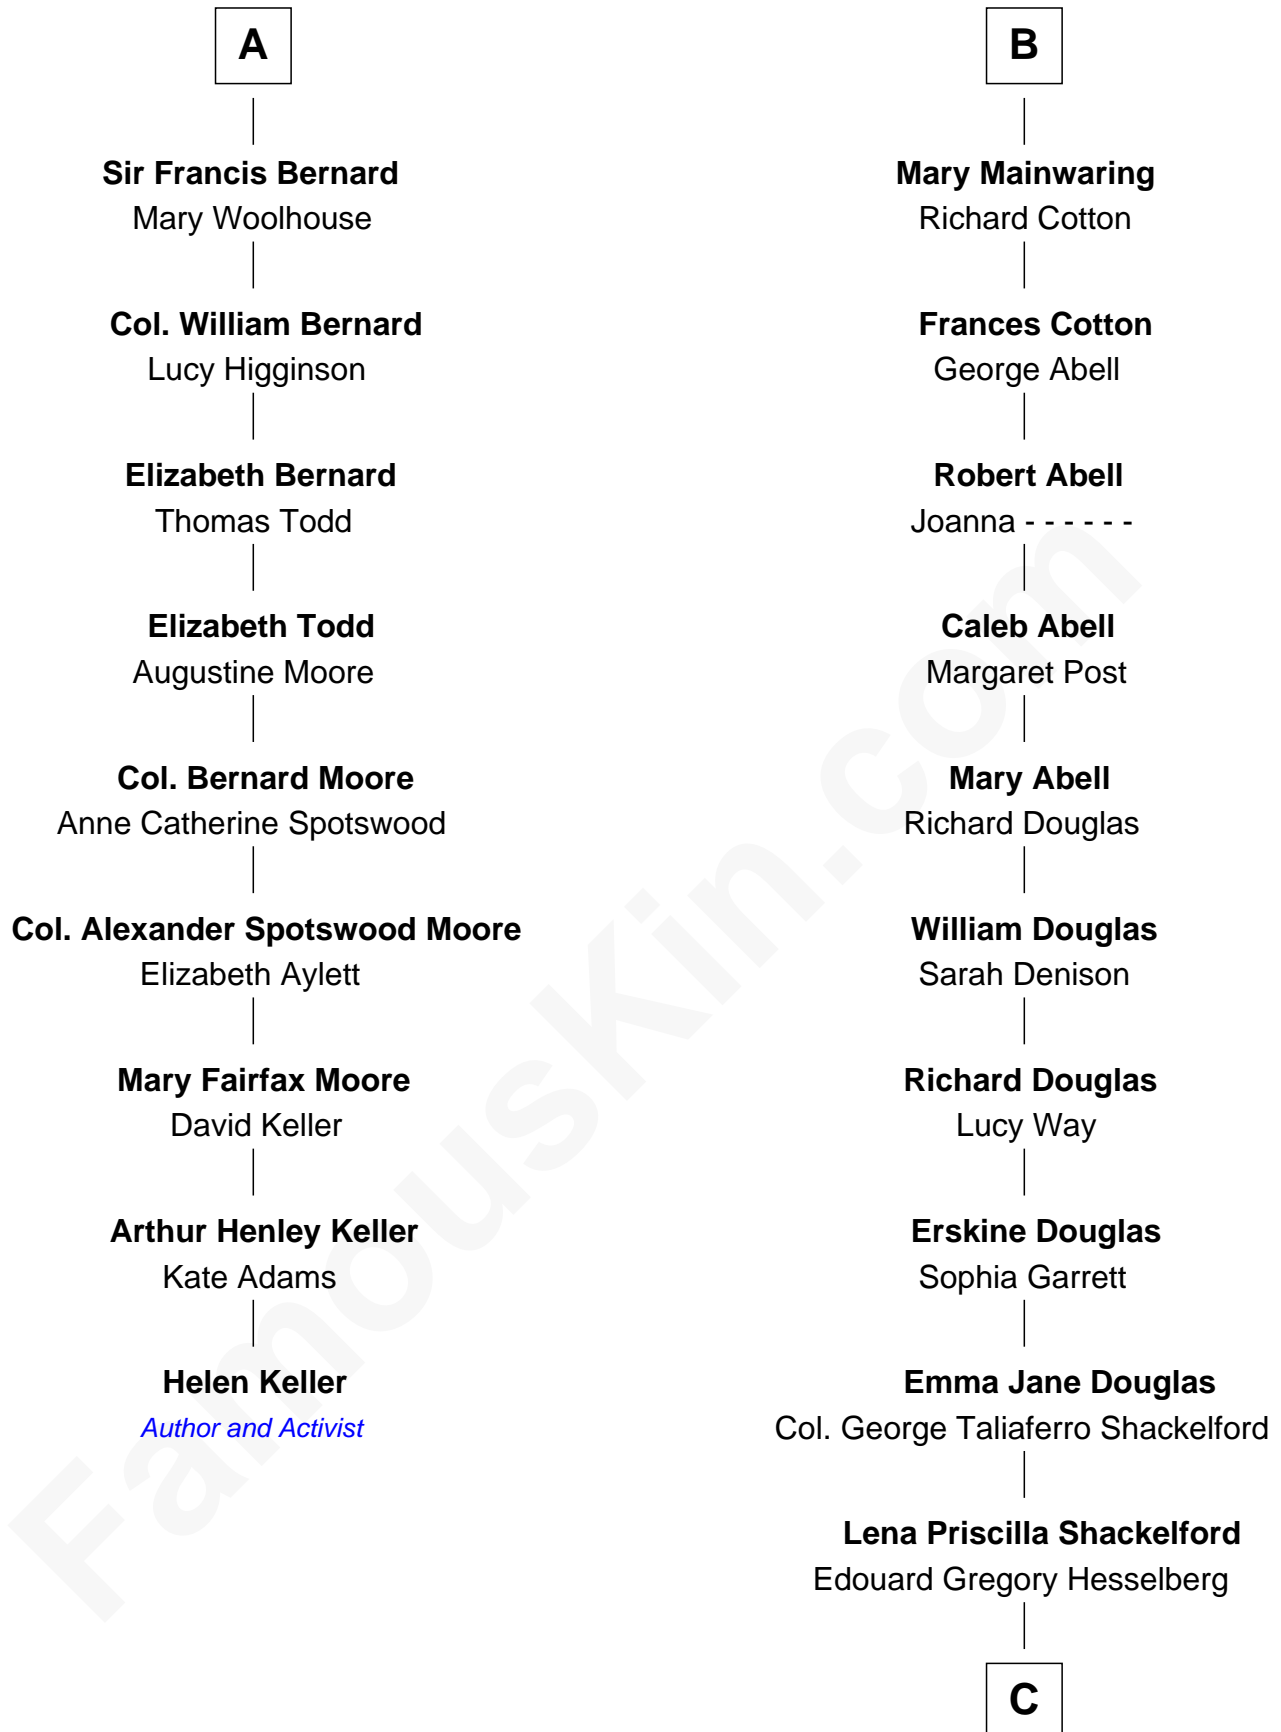 A
Sir Francis Bernard
Mary Woolhouse
Col. William Bernard
Lucy Higginson
Elizabeth Bernard
Thomas Todd
Elizabeth Todd
Augustine Moore
Col. Bernard Moore
Anne Catherine Spotswood
Col. Alexander Spotswood Moore
Elizabeth Aylett
Mary Fairfax Moore
David Keller
Arthur Henley Keller
Kate Adams
Helen Keller
Author and Activist
B
Mary Mainwaring
Richard Cotton
Frances Cotton
George Abell
Robert Abell
Joanna - - - - - -
Caleb Abell
Margaret Post
Mary Abell
Richard Douglas
William Douglas
Sarah Denison
Richard Douglas
Lucy Way
Erskine Douglas
Sophia Garrett
Emma Jane Douglas
Col. George Taliaferro Shackelford
Lena Priscilla Shackelford
Edouard Gregory Hesselberg
C
FamousKin.com